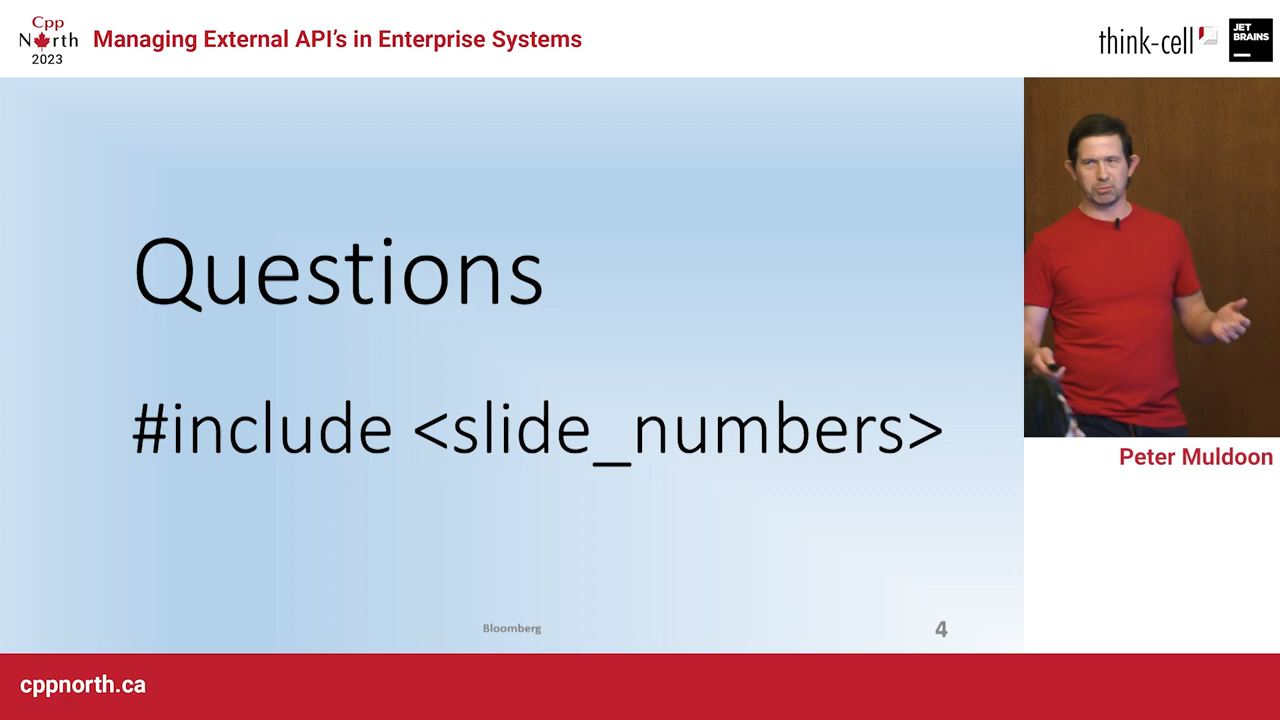 Cpp
North
2023
Managing External API's in Enterprise Systems
think-cell
JET
BRAINS
Questions
#include <slide_numbers>
Bloomberg
4
Peter Muldoon
cppnorth.ca